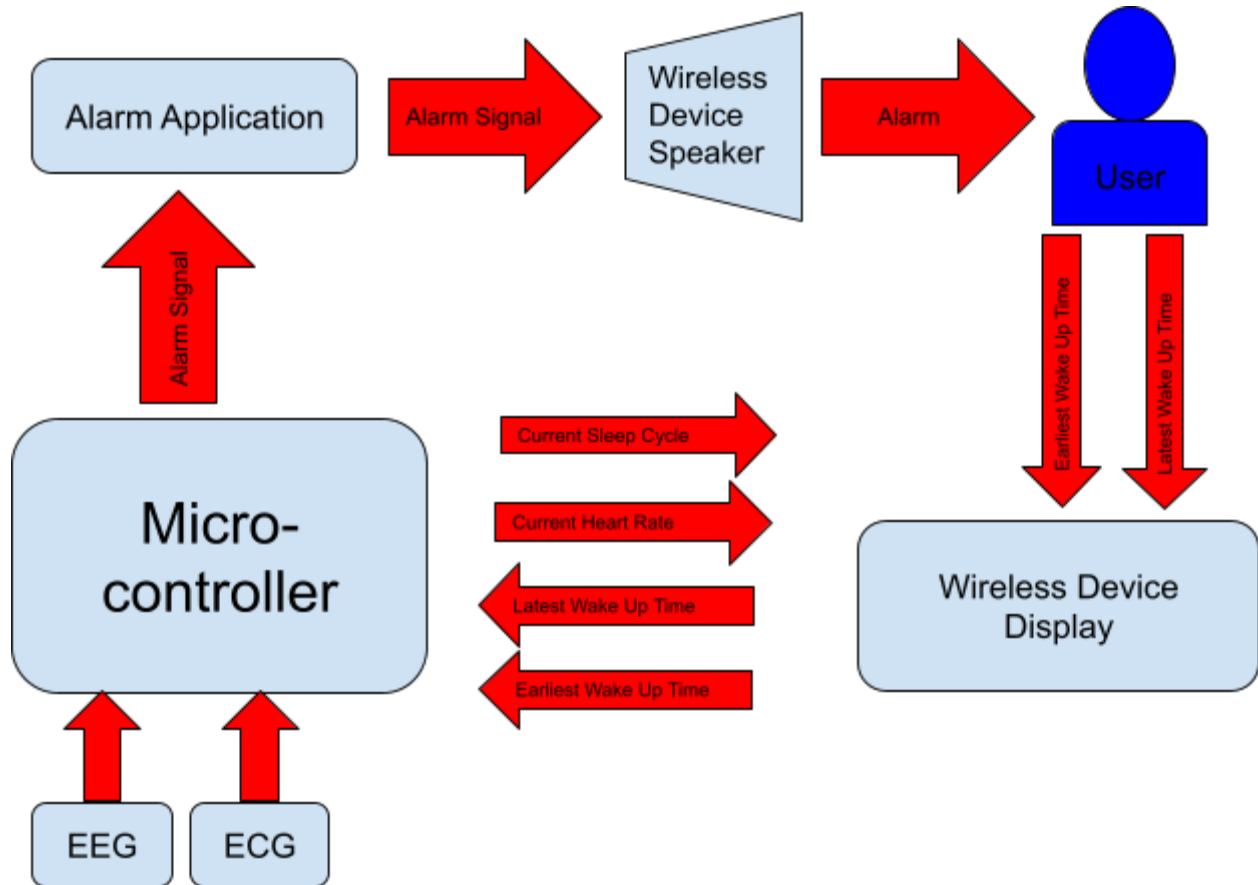 Alarm Application
Alarm Signal
Wireless
Device
Speaker
Alarm
User
Alarm Signal
Earliest Wake Up Time
Latest Wake Up Time
Micro-
controller
Current Sleep Cycle
Current Heart Rate
Latest Wake Up Time
Earliest Wake Up Time
Wireless Device
Display
EEG
ECG